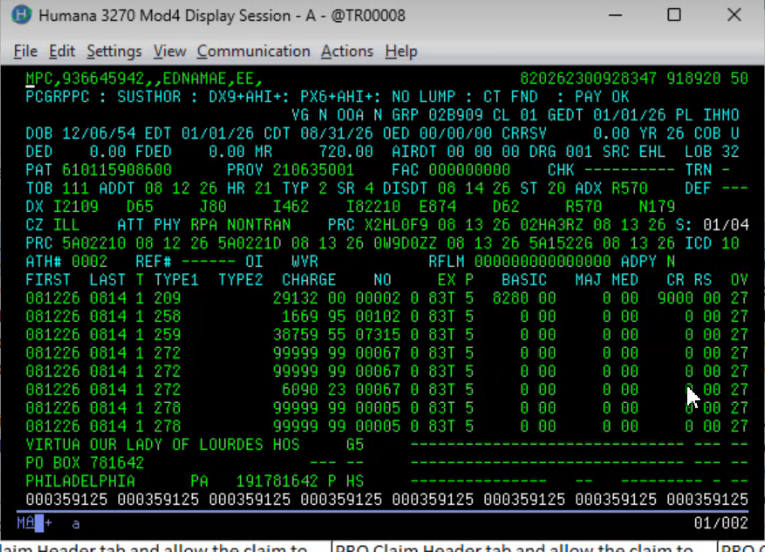 Humana 3270 Mod4 Display Session - A - @TR00008
File Edit Settings View Communication Actions Help
MPC,936645942,,EDNAMAE,EE, 820262300928347 918920 50
PCGRPPC : SUSTHOR : DX9+AHI+: PX6+AHI+: NO LUMP : CT FND : PAY OK
VG N OOA N GRP 02B909 CL 01 GEDT 01/01/26 PL IHMO
DOB 12/06/54 EDT 01/01/26 CDT 08/31/26 OED 00/00/00 CRRSV 0.00 YR 26 COB U
DED 0.00 FDED 0.00 MR 720.00 AIRDT 00 00 00 DRG 001 SRC EHL LOB 32
PAT 610115908600 PROV 210635001 FAC 000000000 CHK ---------- TRN -
TOB 111 ADDT 08 12 26 HR 21 TYP 2 SR 4 DISDT 08 14 26 ST 20 ADX R570 DEF ---
DX I2109 D65 J80 I462 I82210 E874 D62 R570 N179
CZ ILL ATT PHY RPA NONTRAN PRC X2HL0F9 08 13 26 02HA3RZ 08 13 26 S: 01/04
PRC 5A02210 08 12 26 5A0221D 08 13 26 0W9D0ZZ 08 13 26 5A1522G 08 13 26 ICD 10
ATH# 0002 REF# ------ OI WVR RFLM 00000000000000 ADPY N
FIRST LAST T TYPE1 TYPE2 CHARGE NO EX P BASIC MAJ MED CR RS OV
081226 0814 1 209 29132 00 00002 0 83T 5 8280 00 0 00 9000 00 27
081226 0814 1 258 1669 95 00102 0 83T 5 0 00 0 00 0 00 27
081226 0814 1 259 38759 55 07315 0 83T 5 0 00 0 00 0 00 27
081226 0814 1 272 99999 99 00067 0 83T 5 0 00 0 00 0 00 27
081226 0814 1 272 99999 99 00067 0 83T 5 0 00 0 00 0 00 27
081226 0814 1 272 6090 23 00067 0 83T 5 0 00 0 00 0 00 27
081226 0814 1 278 99999 99 00005 0 83T 5 0 00 0 00 0 00 27
081226 0814 1 278 99999 99 00005 0 83T 5 0 00 0 00 0 00 27
VIRTUA OUR LADY OF LOURDES HOS G5 ------------------------------ --- --
PO BOX 781642 --- -- ------------------------------ --- --
PHILADELPHIA PA 191781642 P HS ---------------- -- --------- --- --
000359125 000359125 000359125 000359125 000359125 000359125 000359125 000359125
MA + a 01/002
laim Header tab and allow the claim to PRO Claim Header tab and allow the claim to PRO